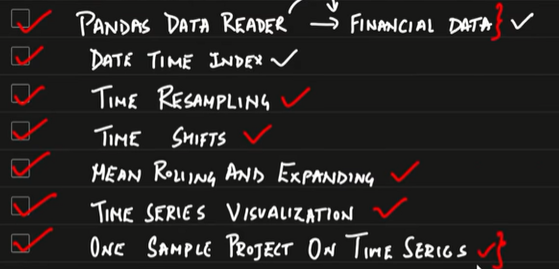 PANDAS DATA READER → FINANCIAL DATA
DATE TIME INDEX
TIME RESAMPLING
TIME SHIFTS
MEAN ROLLING AND EXPANDING
TIME SERIES VISUALIZATION
ONE SAMPLE PROJECT ON TIME SERIES